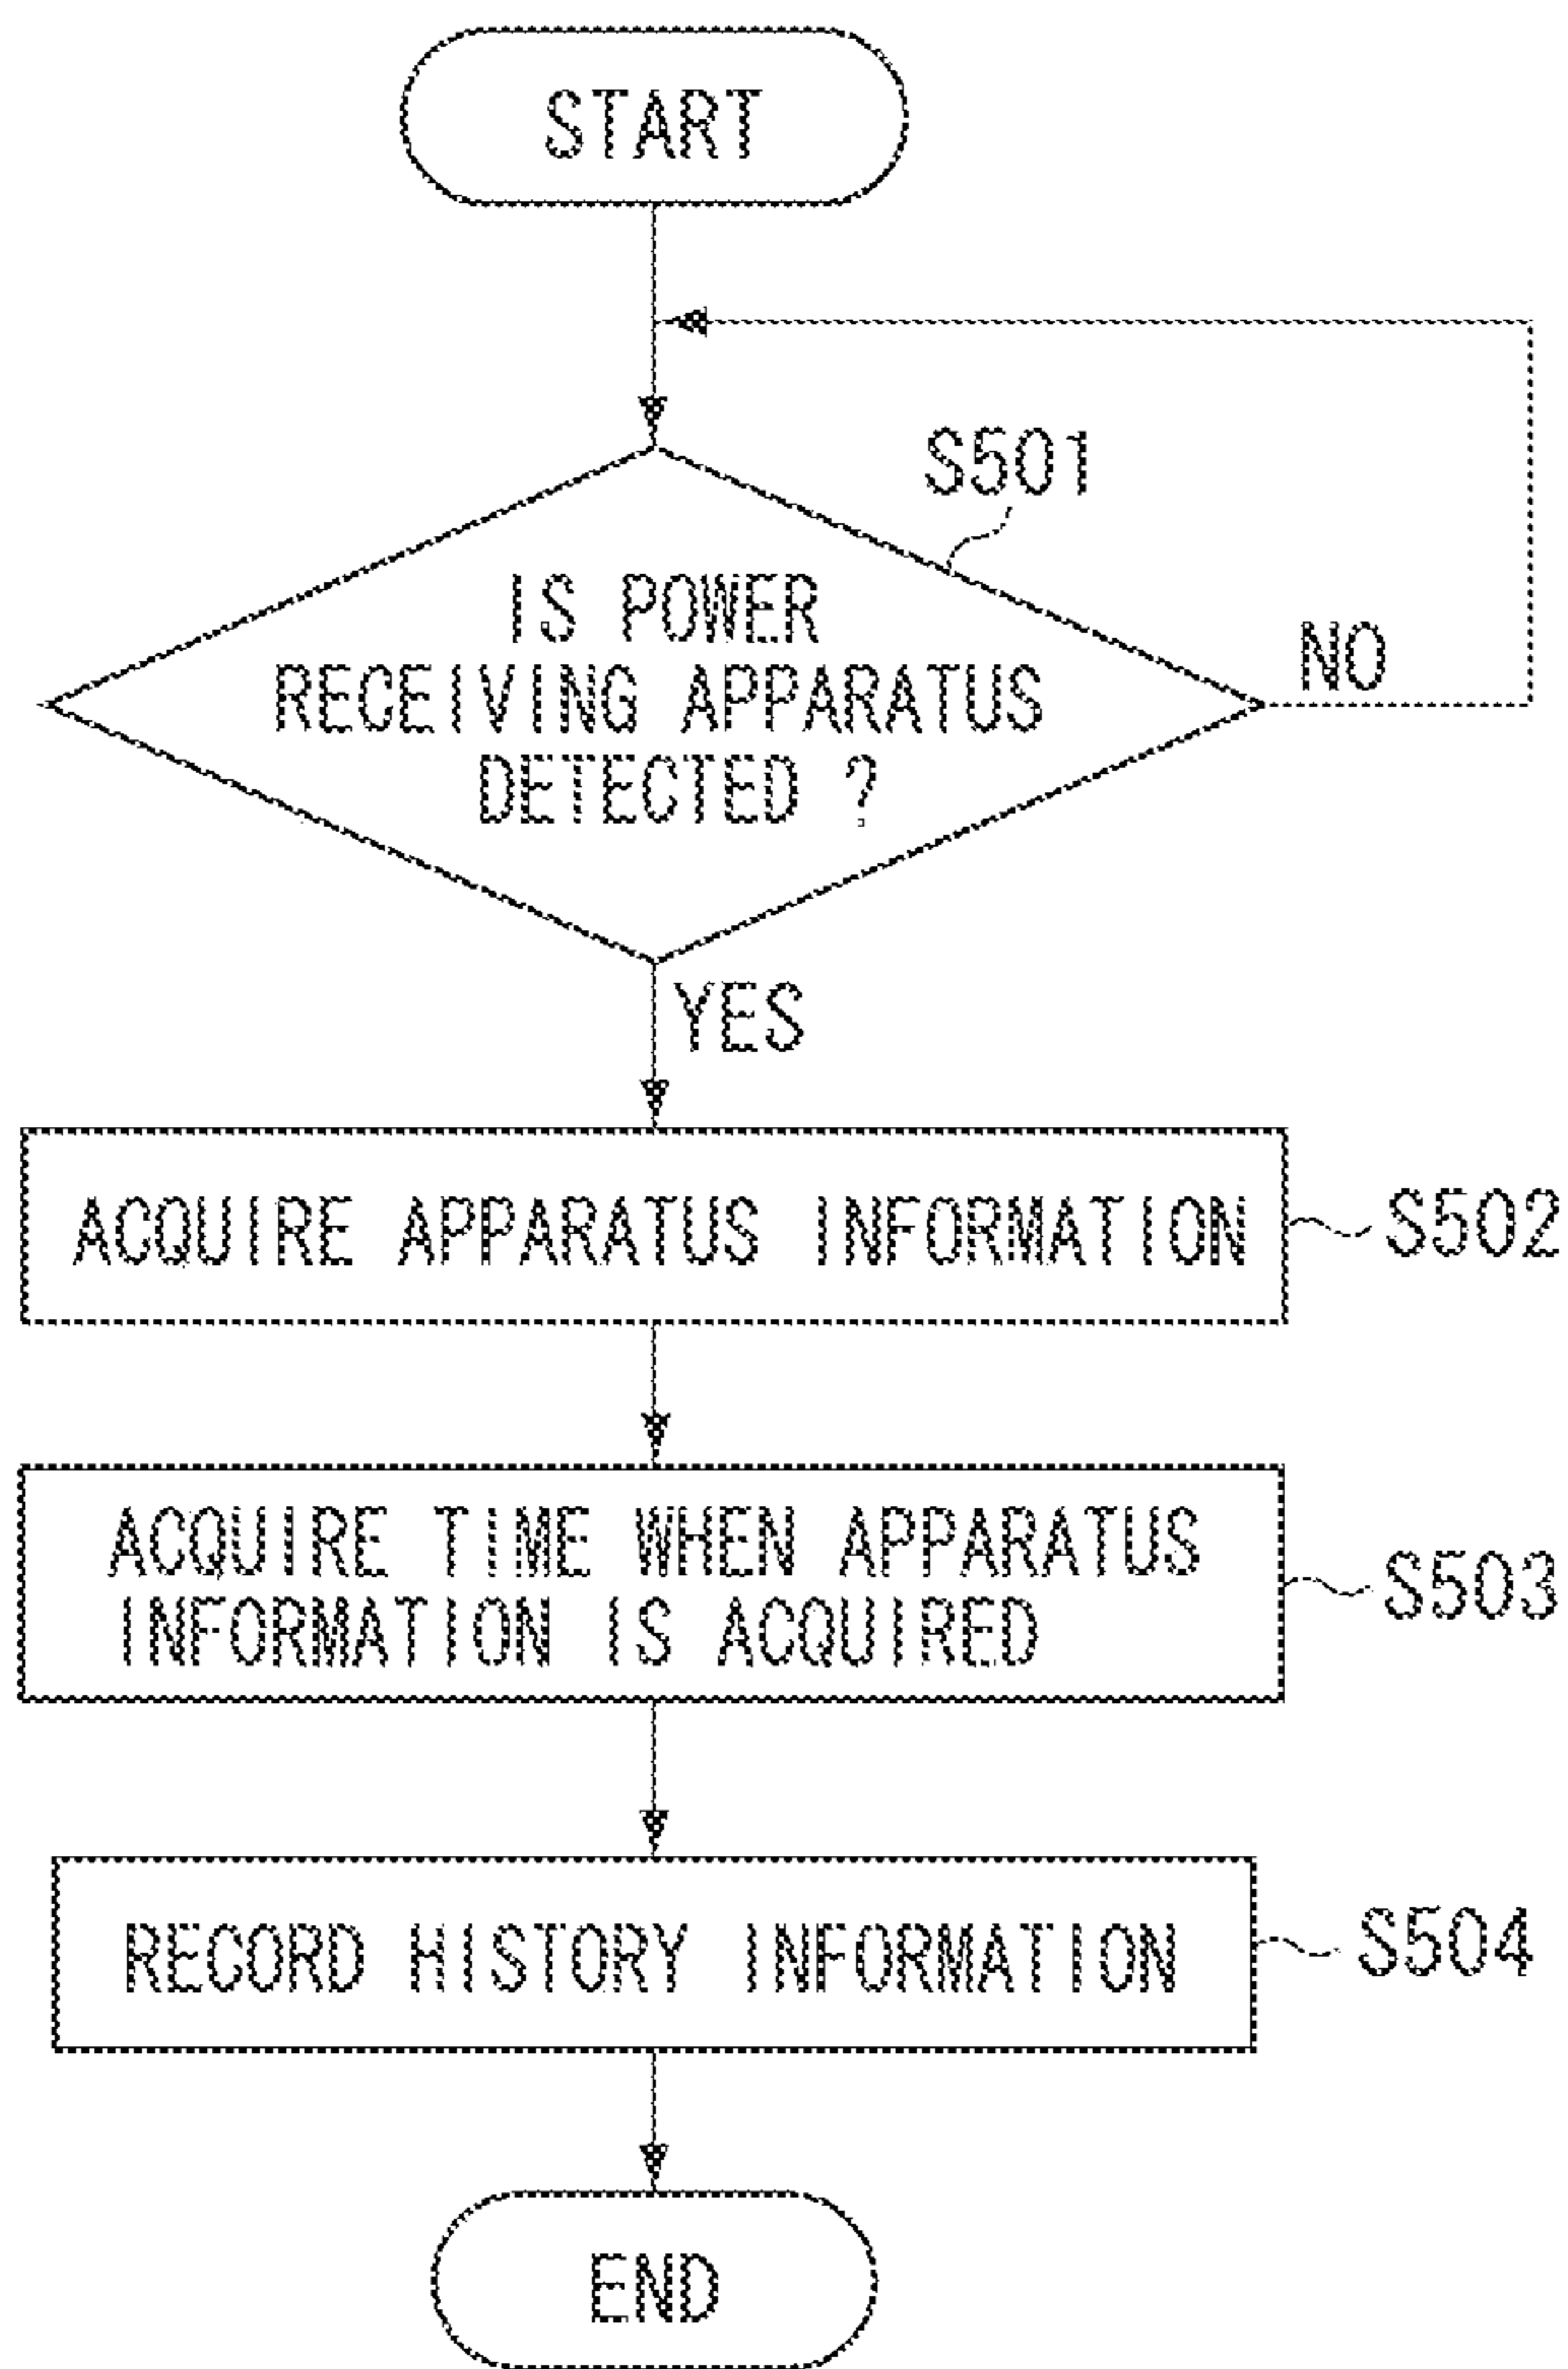 START
S501
IS POWER
RECEIVING APPARATUS
DETECTED ?
NO
YES
ACQUIRE APPARATUS INFORMATION
S502
ACQUIRE TIME WHEN APPARATUS
INFORMATION IS ACQUIRED
S503
RECORD HISTORY INFORMATION
S504
END